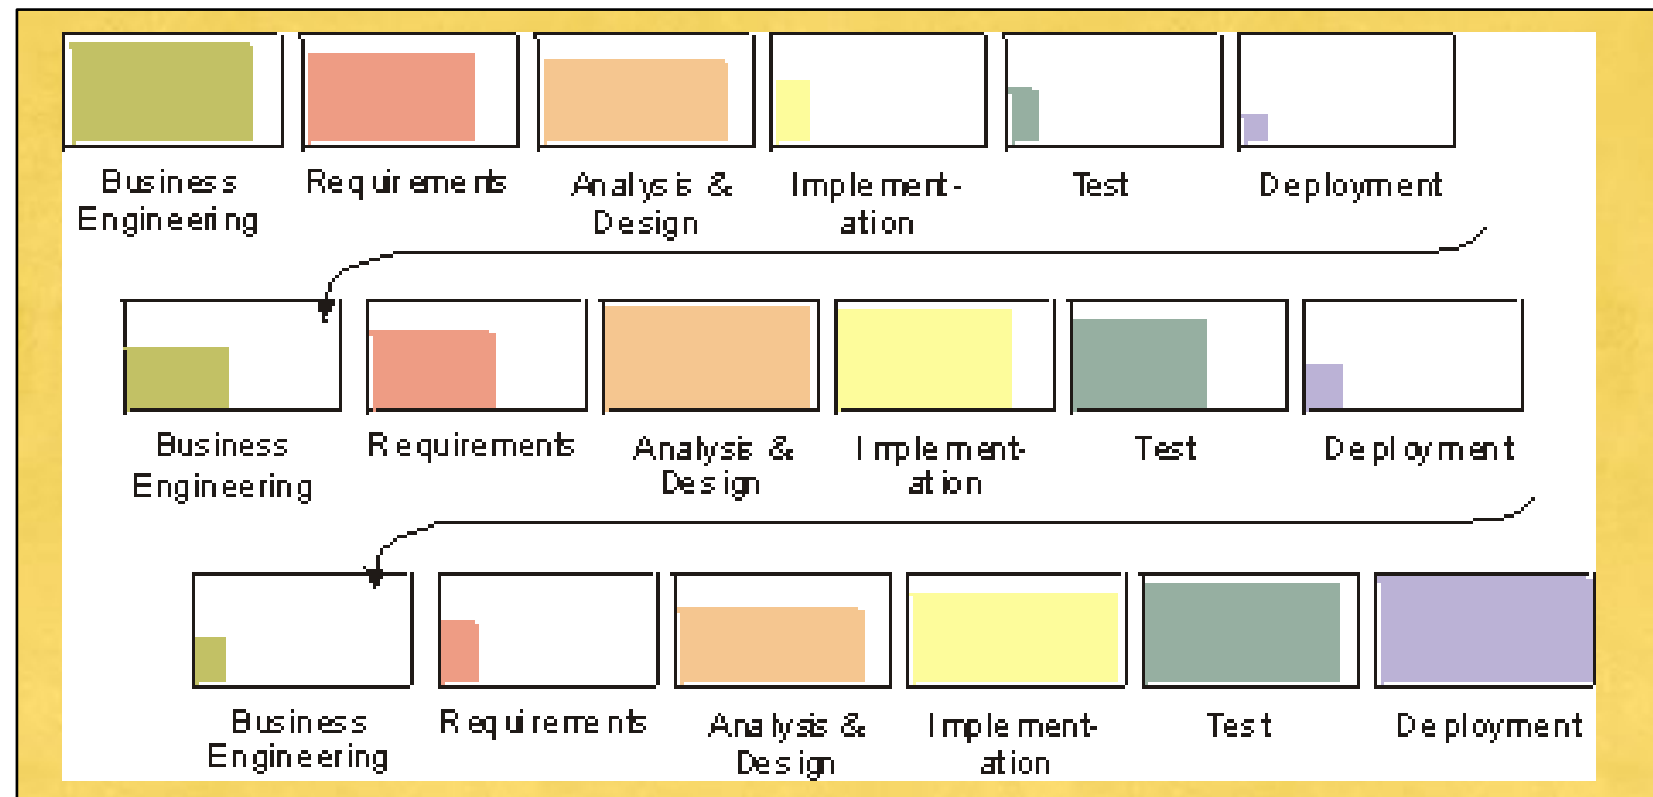 Business
Engineering
Requirements
Analysis &
Design
Implement-
ation
Test
Deployment
Business
Engineering
Requirements
Analysis &
Design
Implement-
ation
Test
Deployment
Business
Engineering
Requirements
Analysis &
Design
Implement-
ation
Test
Deployment